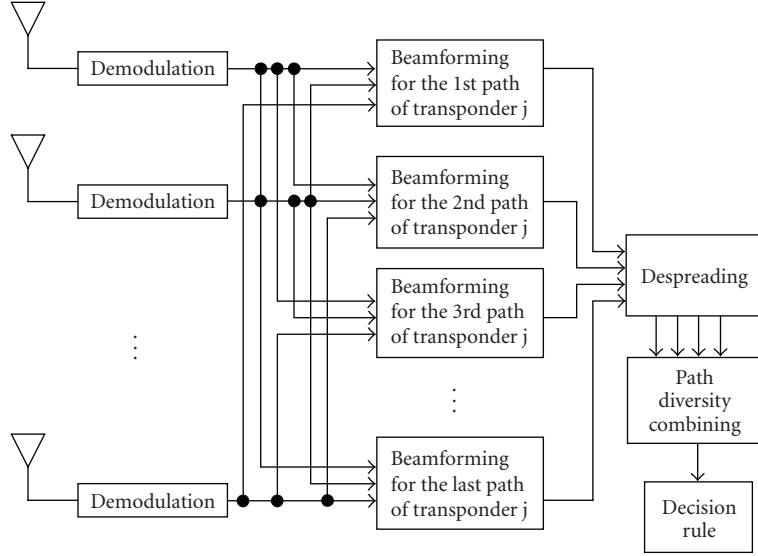 Demodulation
Beamforming
for the 1st path
of transponder j
Demodulation
Beamforming
for the 2nd path
of transponder j
Despreading
Beamforming
for the 3rd path
of transponder j
Path
diversity
combining
Demodulation
Beamforming
for the last path
of transponder j
Decision
rule